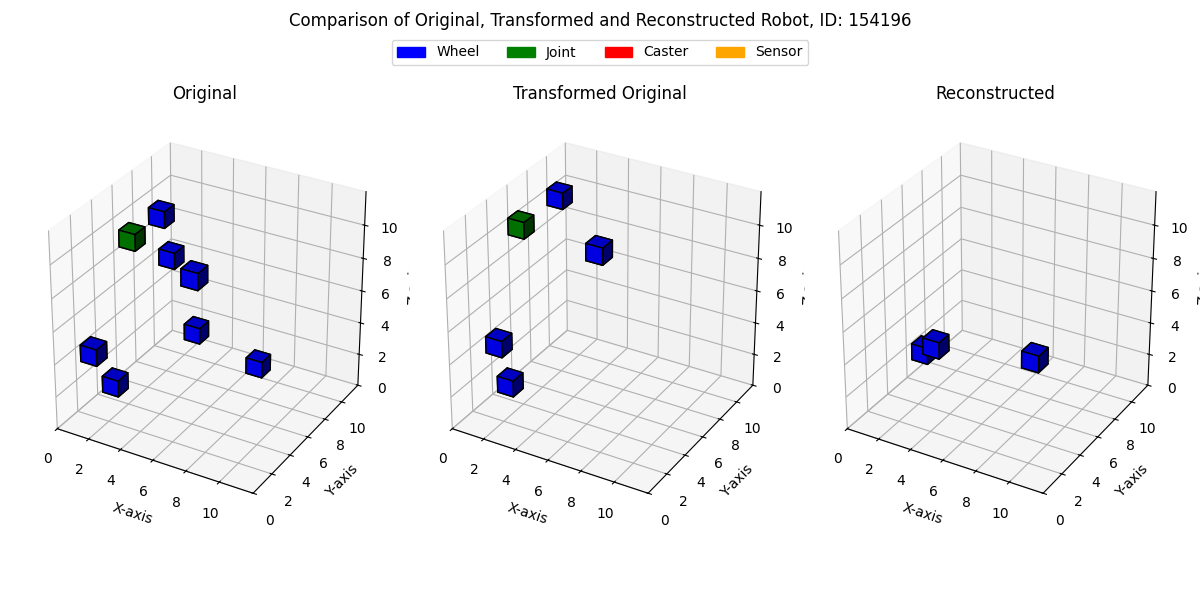 Comparison of Original, Transformed and Reconstructed Robot, ID: 154196
Wheel Joint Caster Sensor
Original
Transformed Original
Reconstructed
0 2 4 6 8 10
X-axis
0 2 4 6 8 10
Y-axis
0 2 4 6 8 10
0 2 4 6 8 10
X-axis
0 2 4 6 8 10
Y-axis
0 2 4 6 8 10
0 2 4 6 8 10
X-axis
0 2 4 6 8 10
Y-axis
0 2 4 6 8 10